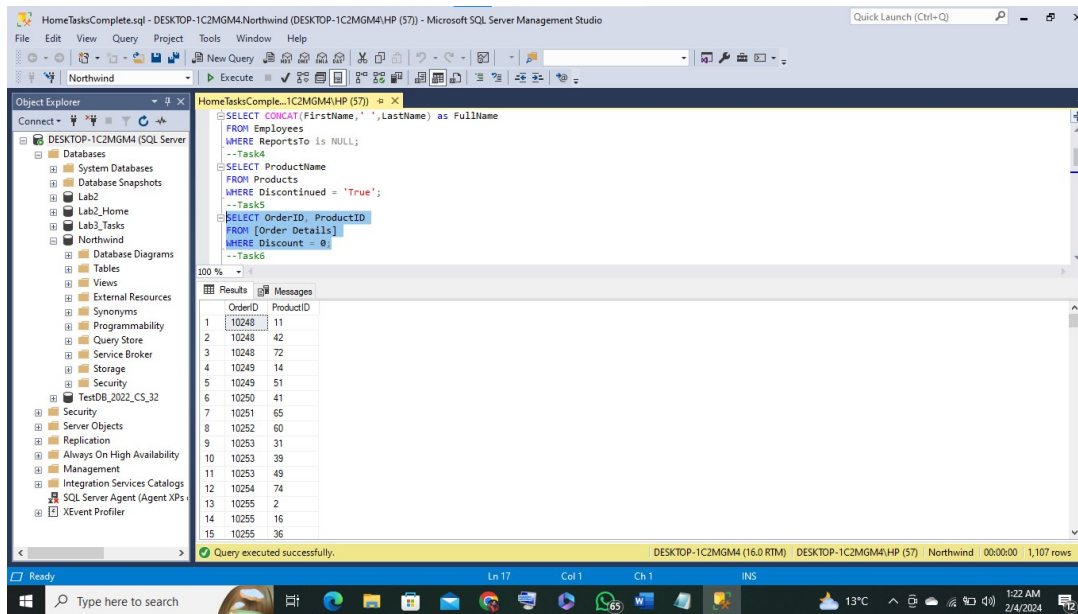 HomeTasksComplete.sql - DESKTOP-1C2MGM4.Northwind (DESKTOP-1C2MGM4\HP (57)) - Microsoft SQL Server Management Studio
Quick Launch (Ctrl+Q)
File Edit View Query Project Tools Window Help
New Query
Northwind
Execute
Object Explorer
HomeTasksComple...1C2MGM4\HP (57))
Connect
DESKTOP-1C2MGM4 (SQL Server
Databases
System Databases
Database Snapshots
Lab2
Lab2_Home
Lab3_Tasks
Northwind
Database Diagrams
Tables
Views
External Resources
Synonyms
Programmability
Query Store
Service Broker
Storage
Security
TestDB_2022_CS_32
Security
Server Objects
Replication
Always On High Availability
Management
Integration Services Catalogs
SQL Server Agent (Agent XPs
XEvent Profiler
SELECT CONCAT(FirstName,' ',LastName) as FullName
FROM Employees
WHERE ReportsTo is NULL;
--Task4
SELECT ProductName
FROM Products
WHERE Discontinued = 'True';
--Task5
SELECT OrderID, ProductID
FROM [Order Details]
WHERE Discount = 0;
--Task6
100 %
Results Messages
OrderID ProductID
1 10248 11
2 10248 42
3 10248 72
4 10249 14
5 10249 51
6 10250 41
7 10251 65
8 10252 60
9 10253 31
10 10253 39
11 10253 49
12 10254 74
13 10255 2
14 10255 16
15 10255 36
Query executed successfully.
DESKTOP-1C2MGM4 (16.0 RTM) DESKTOP-1C2MGM4\HP (57) Northwind 00:00:00 1,107 rows
Ready Ln 17 Col 1 Ch 1 INS
Type here to search
65
13°C
1:22 AM
2/4/2024
12